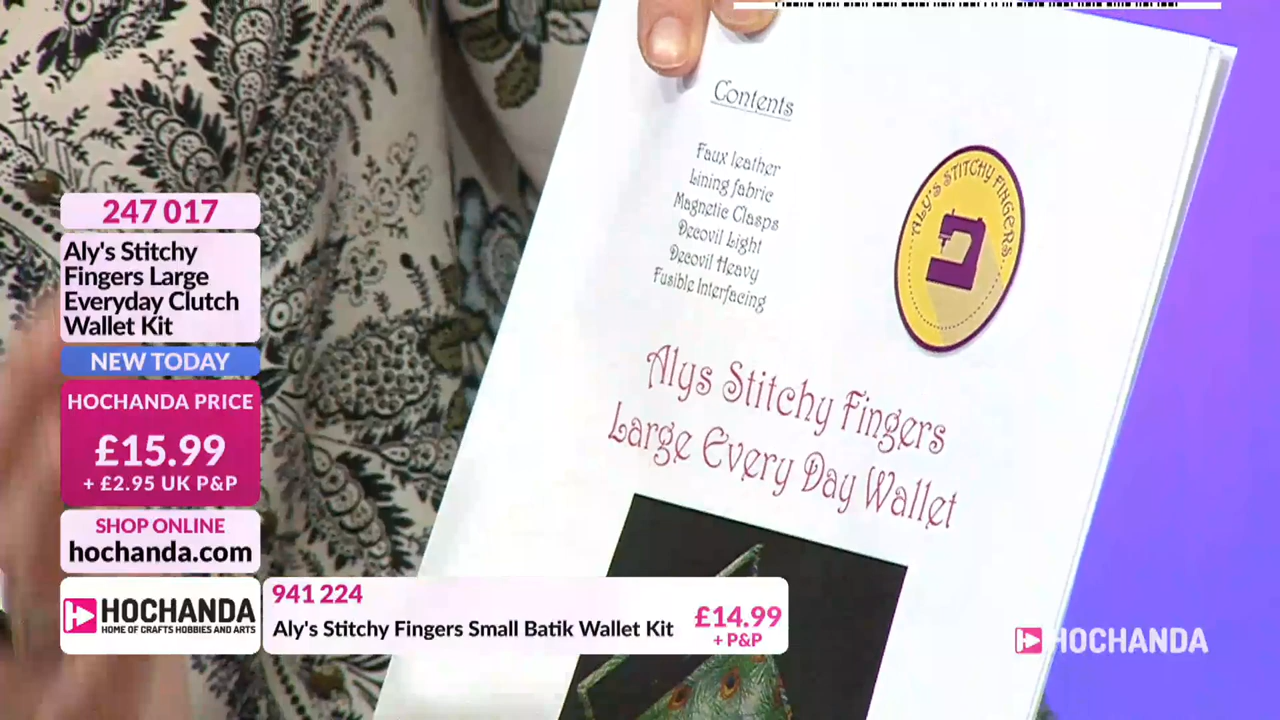 Contents
Faux leather
Lining fabric
Magnetic Clasps
Decovil Light
Decovil Heavy
Fusible Interfacing
ALY'S STITCHY FINGERS
Alys Stitchy Fingers
Large Every Day Wallet
247 017
Aly's Stitchy
Fingers Large
Everyday Clutch
Wallet Kit
NEW TODAY
HOCHANDA PRICE
£15.99
+ £2.95 UK P&P
SHOP ONLINE
hochanda.com
HOCHANDA
HOME OF CRAFTS HOBBIES AND ARTS
941 224
Aly's Stitchy Fingers Small Batik Wallet Kit
£14.99
+ P&P
HOCHANDA